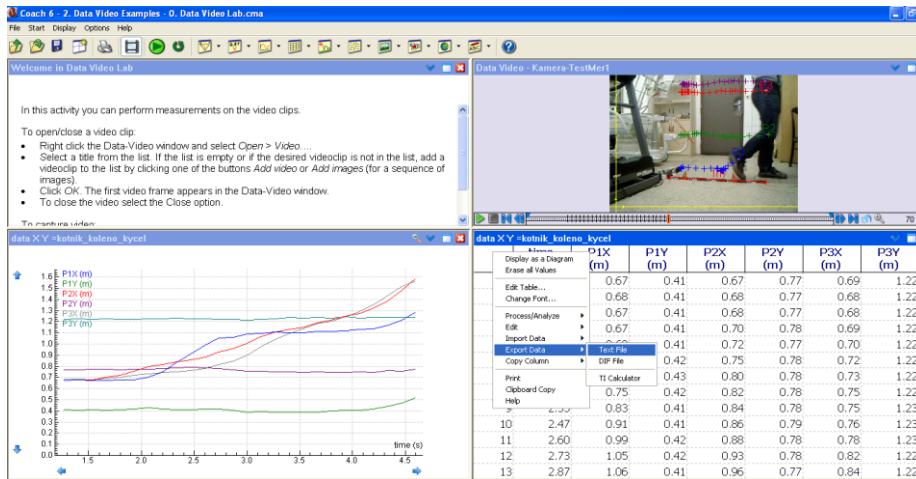 Coach 6 - 2. Data Video Examples - 0. Data Video Lab.cma
File Start Display Options Help
Welcome in Data Video Lab
In this activity you can perform measurements on the video clips.
To open/close a video clip:
• Right click the Data-Video window and select Open > Video....
• Select a title from the list. If the list is empty or if the desired videoclip is not in the list, add a
videoclip to the list by clicking one of the buttons Add video or Add images (for a sequence of
images).
• Click OK. The first video frame appears in the Data-Video window.
• To close the video select the Close option.
To capture video:
Data Video - Kamera-TestMer1
70
data X Y =kotnik_koleno_kycel
P1X (m)
P1Y (m)
P2X (m)
P2Y (m)
P3X (m)
P3Y (m)
1.6
1.5
1.4
1.3
1.2
1.1
1.0
0.9
0.8
0.7
0.6
0.5
0.4
0.3
0.2
0.1
0.0
1.5 2.0 2.5 3.0 3.5 4.0 4.5
time (s)
data X Y =kotnik_koleno_kycel
P1X P1Y P2X P2Y P3X P3Y
(m) (m) (m) (m) (m) (m)
0.67 0.41 0.67 0.77 0.69 1.22
0.68 0.41 0.68 0.77 0.68 1.22
0.67 0.41 0.68 0.77 0.68 1.22
0.67 0.41 0.70 0.78 0.69 1.22
0.41 0.72 0.77 0.70 1.22
0.42 0.75 0.78 0.72 1.22
0.43 0.80 0.78 0.73 1.22
0.75 0.42 0.82 0.78 0.75 1.22
9 0.83 0.41 0.84 0.78 0.75 1.23
10 2.47 0.91 0.41 0.86 0.79 0.76 1.23
11 2.60 0.99 0.42 0.88 0.78 0.78 1.23
12 2.73 1.05 0.42 0.93 0.78 0.82 1.22
13 2.87 1.06 0.41 0.96 0.77 0.84 1.22
Display as a Diagram
Erase all Values
Edit Table...
Change Font...
Process/Analyze
Edit
Import Data
Export Data
Copy Column
Print
Clipboard Copy
Help
Text File
DIF File
TI Calculator